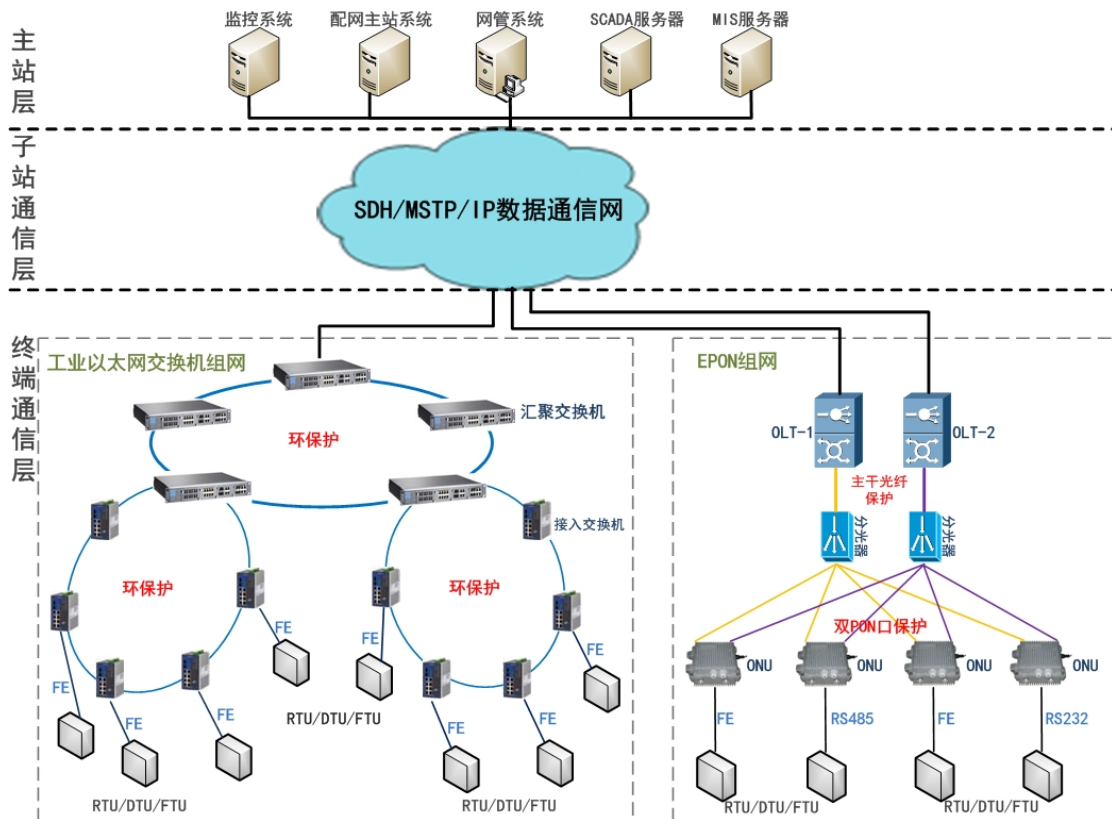 监控系统
配网主站系统
网管系统
SCADA服务器
MIS服务器
主站层
子站通信层
SDH/MSTP/IP数据通信网
终端通信层
工业以太网交换机组网
汇聚交换机
环保护
接入交换机
环保护
环保护
FE
FE
FE
FE
FE
FE
FE
FE
RTU/DTU/FTU
RTU/DTU/FTU
RTU/DTU/FTU
EPON组网
OLT-1
OLT-2
主干光纤
保护
分光器
分光器
双PON口保护
ONU
ONU
ONU
ONU
FE
RS485
FE
RS232
RTU/DTU/FTU
RTU/DTU/FTU